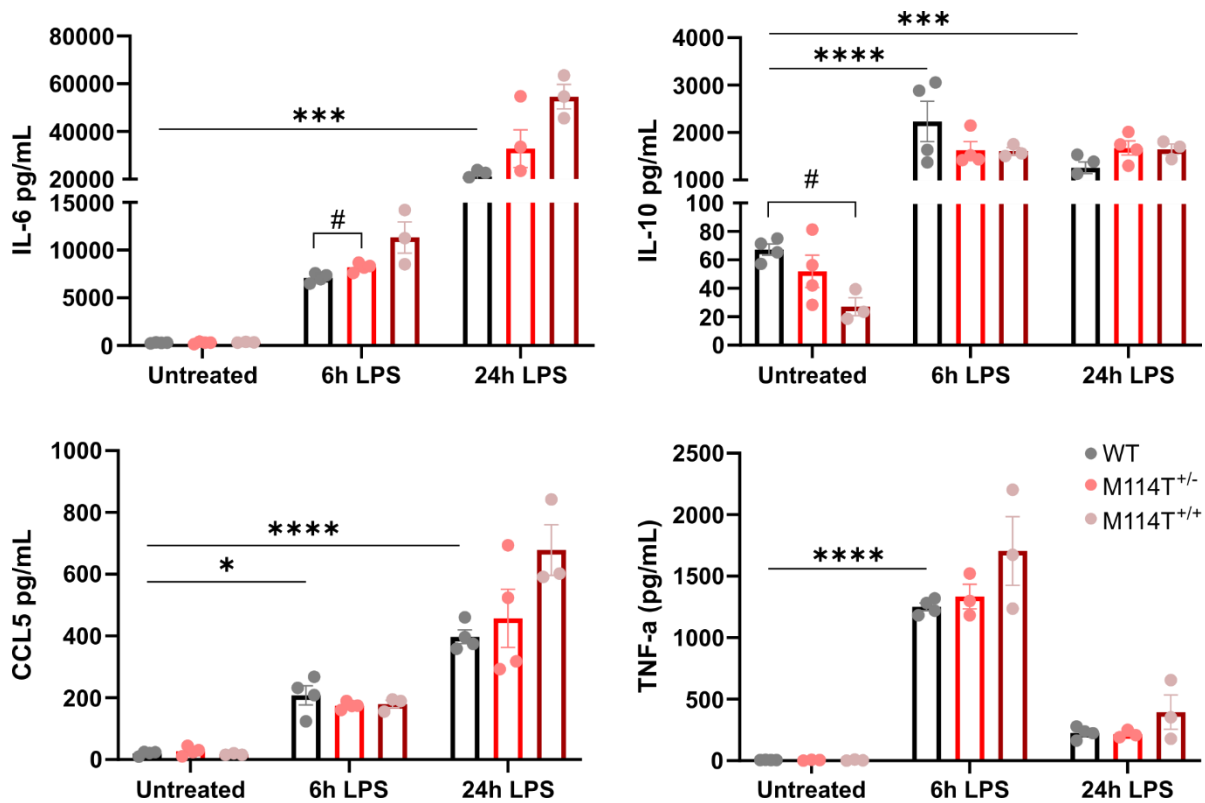 80000
60000
40000
20000
15000
10000
5000
0
IL-6 pg/mL
***
#
Untreated
6h LPS
24h LPS
4000
3000
2000
1000
100
80
60
40
20
0
IL-10 pg/mL
***
****
#
Untreated
6h LPS
24h LPS
1000
800
600
400
200
0
CCL5 pg/mL
****
*
Untreated
6h LPS
24h LPS
2500
2000
1500
1000
500
0
TNF-a (pg/mL)
****
WT
M114T+/-
M114T+/+
Untreated
6h LPS
24h LPS